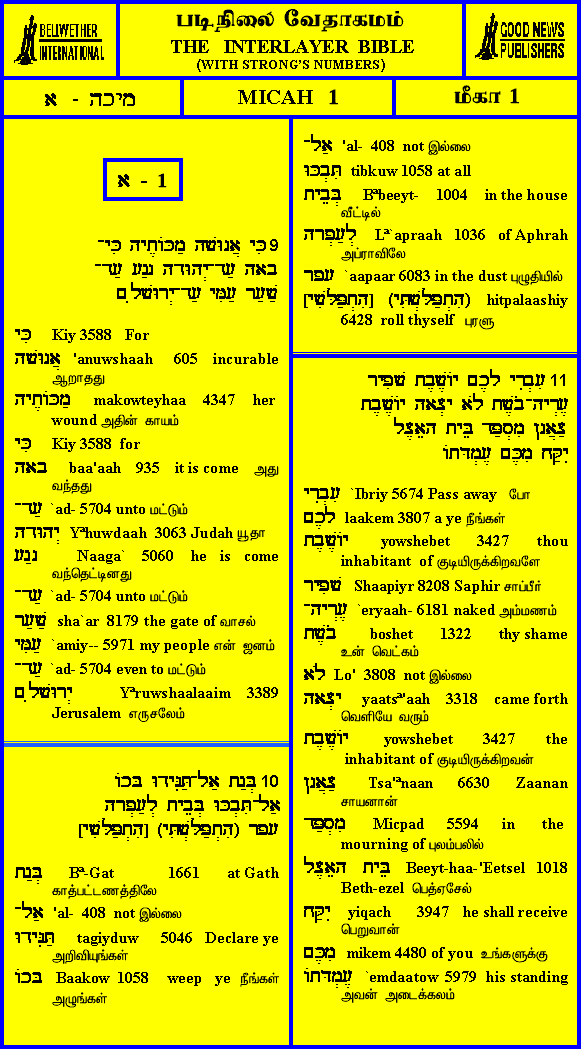 BELLWETHER
INTERNATIONAL
படிநிலை வேதாகமம்
THE INTERLAYER BIBLE
(WITH STRONG'S NUMBERS)
GOOD NEWS
PUBLISHERS
מיכה - א
MICAH 1
மீகா 1
א - 1
9 כִּי אֲנוּשָׁה מַכּוֹתֶיהָ כִּי־
בָאָה עַד־יְהוּדָה נָגַע עַד־
שַׁעַר עַמִּי עַד־יְרוּשָׁלִָם
כִּי Kiy 3588 For
אֲנוּשָׁה 'anuwshaah 605 incurable
ஆறாதது
מַכּוֹתֶיהָ makowteyhaa 4347 her
wound அதின் காயம்
כִּי Kiy 3588 for
בָאָה baa'aah 935 it is come அது
வந்தது
עַד־ `ad- 5704 unto மட்டும்
יְהוּדָה Yªhuwdaah 3063 Judah யூதா
נָגַע Naaga` 5060 he is come
வந்தெட்டினது
עַד־ `ad- 5704 unto மட்டும்
שַׁעַר sha`ar 8179 the gate of வாசல்
עַמִּי `amiy-- 5971 my people என் ஜனம்
עַד־ `ad- 5704 even to மட்டும்
יְרוּשָׁלִָם Yªruwshaalaaim 3389
Jerusalem எருசலேம்
10 בְּגַת אַל־תַּגִּידוּ בָּכוֹ
אַל־תִּבְכּוּ בְּבֵית לְעַפְרָה
עָפָר (הִתְפַּלָּשְׁתִּי) [הִתְפַּלָּשִׁי]
בְּגַת Bª-Gat 1661 at Gath
காத்பட்டணத்திலே
אַל־ 'al- 408 not இல்லை
תַּגִּידוּ tagiyduw 5046 Declare ye
அறிவியுங்கள்
בָּכוֹ Baakow 1058 weep ye நீங்கள்
அழுங்கள்
אַל־ 'al- 408 not இல்லை
תִּבְכּוּ tibkuw 1058 at all
בְּבֵית Bªbeeyt- 1004 in the house
வீட்டில்
לְעַפְרָה Lª`apraah 1036 of Aphrah
அப்ராவிலே
עָפָר `aapaar 6083 in the dust புழுதியில்
[הִתְפַּלָּשִׁי] (הִתְפַּלָּשְׁתִּי) hitpalaashiy
6428 roll thyself புரளு
11 עִבְרִי לָכֶם יוֹשֶׁבֶת שָׁפִיר
עֶרְיָה־בֹשֶׁת לֹא יָצְאָה יוֹשֶׁבֶת
צַאֲנָן מִסְפַּד בֵּית הָאֵצֶל
יִקַּח מִכֶּם עֶמְדָּתוֹ
עִבְרִי `Ibriy 5674 Pass away போ
לָכֶם laakem 3807 a ye நீங்கள்
יוֹשֶׁבֶת yowshebet 3427 thou
inhabitant of குடியிருக்கிறவளே
שָׁפִיר Shaapiyr 8208 Saphir சாப்பீர்
עֶרְיָה־ `eryaah- 6181 naked அம்மணம்
בֹשֶׁת boshet 1322 thy shame
உன் வெட்கம்
לֹא Lo' 3808 not இல்லை
יָצְאָה yaatsª'aah 3318 came forth
வெளியே வரும்
יוֹשֶׁבֶת yowshebet 3427 the
inhabitant of குடியிருக்கிறவன்
צַאֲנָן Tsa'ªnaan 6630 Zaanan
சாயனான்
מִסְפַּד Micpad 5594 in the
mourning of புலம்பலில்
בֵּית הָאֵצֶל Beeyt-haa-'Eetsel 1018
Beth-ezel பெத்ஏசேல்
יִקַּח yiqach 3947 he shall receive
பெறுவான்
מִכֶּם mikem 4480 of you உங்களுக்கு
עֶמְדָּתוֹ `emdaatow 5979 his standing
அவன் அடைக்கலம்